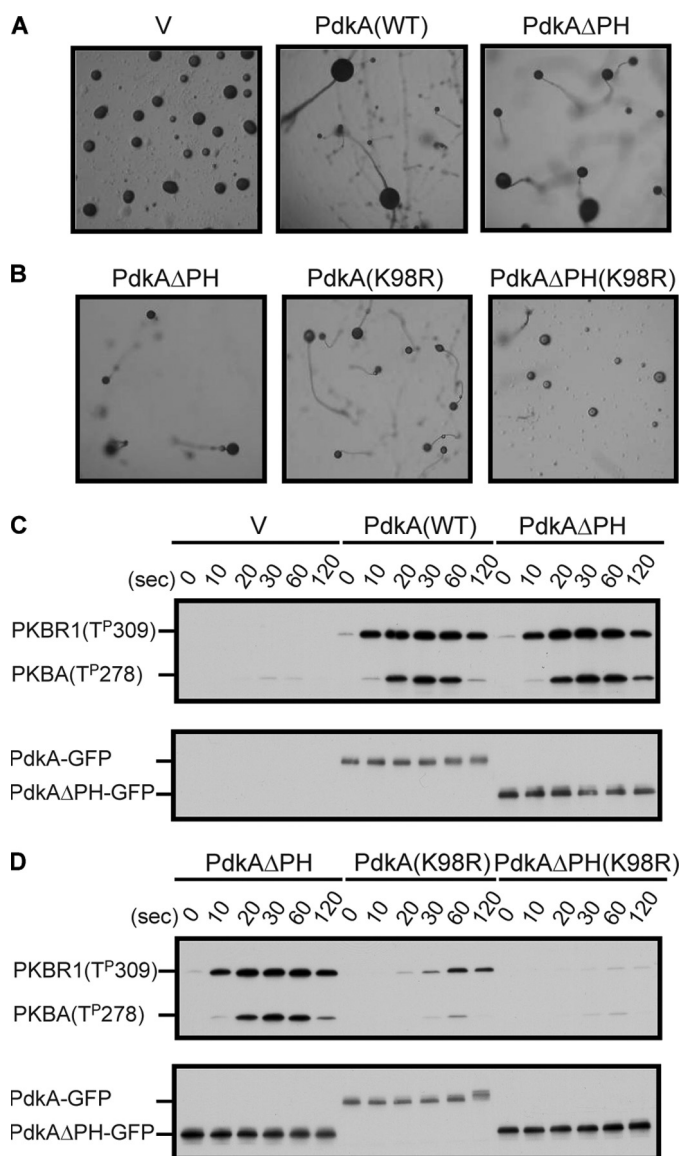 A
V PdkA(WT) PdkAΔPH
B
PdkAΔPH PdkA(K98R) PdkAΔPH(K98R)
C
V PdkA(WT) PdkAΔPH
(sec) 0 10 20 30 60 120 0 10 20 30 60 120 0 10 20 30 60 120
PKBR1(Tᴾ309)
PKBA(Tᴾ278)
PdkA-GFP
PdkAΔPH-GFP
D
PdkAΔPH PdkA(K98R) PdkAΔPH(K98R)
(sec) 0 10 20 30 60 120 0 10 20 30 60 120 0 10 20 30 60 120
PKBR1(Tᴾ309)
PKBA(Tᴾ278)
PdkA-GFP
PdkAΔPH-GFP